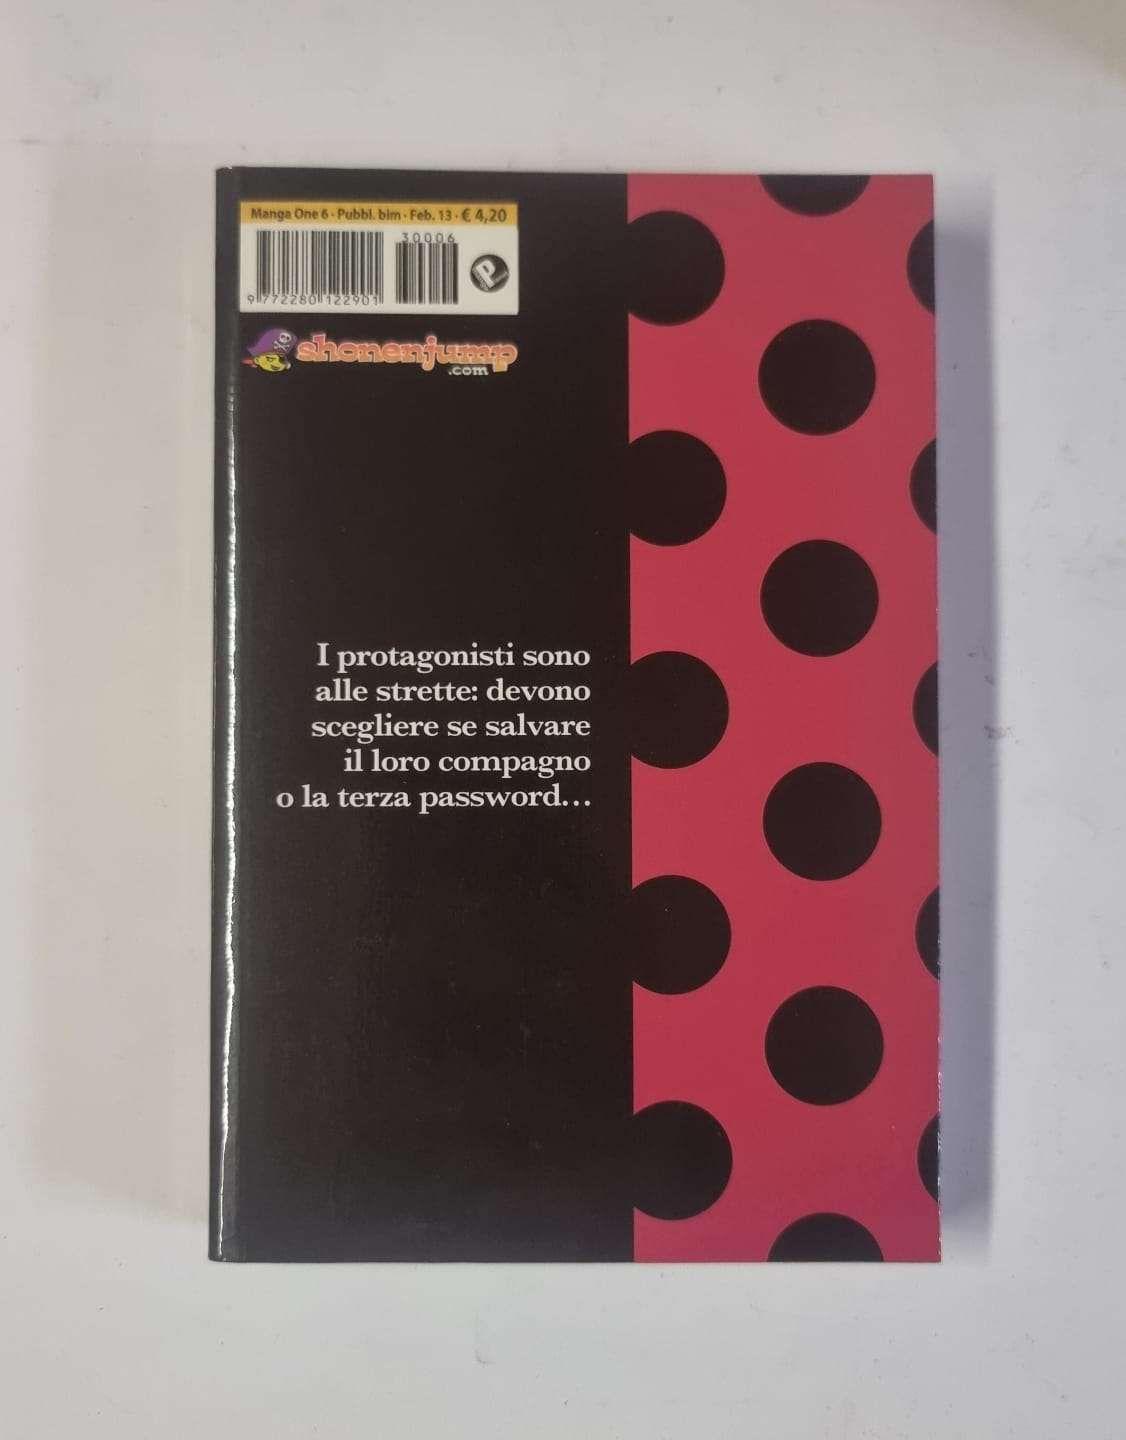 Manga One 6 · Pubbl. bim · Feb. 13 · € 4,20
30006
9 772280 122901
P
shonenjump
.com
I protagonisti sono
alle strette: devono
scegliere se salvare
il loro compagno
o la terza password...